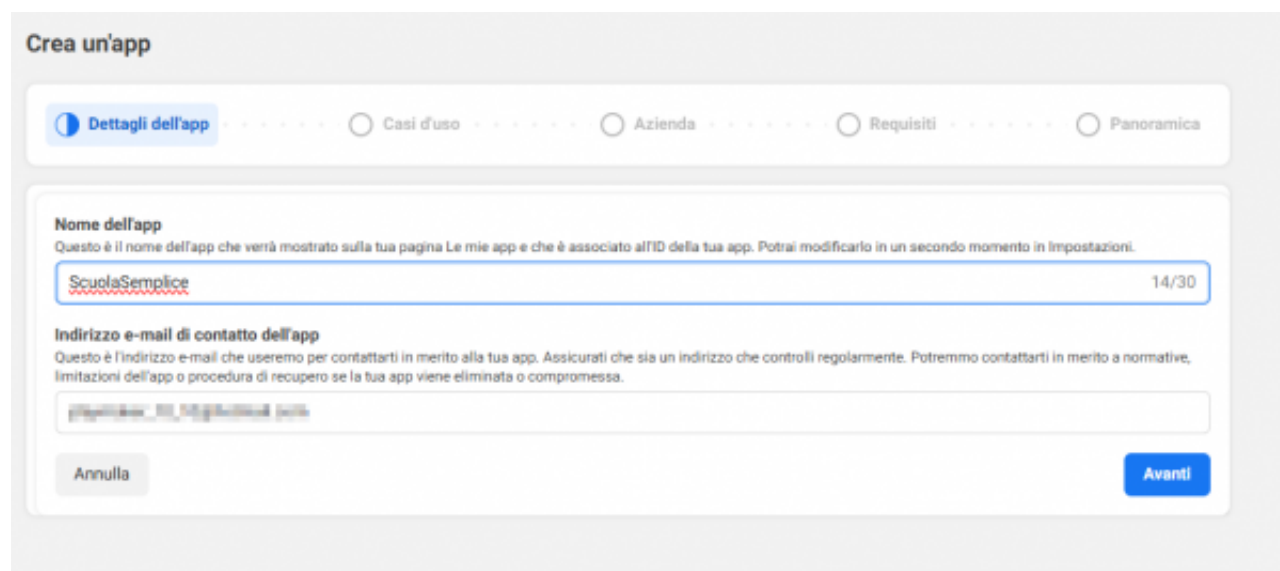 Crea un'app
Dettagli dell'app
Casi d'uso
Azienda
Requisiti
Panoramica
Nome dell'app
Questo è il nome dell'app che verrà mostrato sulla tua pagina Le mie app e che è associato all'ID della tua app. Potrai modificarlo in un secondo momento in Impostazioni.
ScuolaSemplice
14/30
Indirizzo e-mail di contatto dell'app
Questo è l'indirizzo e-mail che useremo per contattarti in merito alla tua app. Assicurati che sia un indirizzo che controlli regolarmente. Potremmo contattarti in merito a normative,
limitazioni dell'app o procedura di recupero se la tua app viene eliminata o compromessa.
Annulla
Avanti